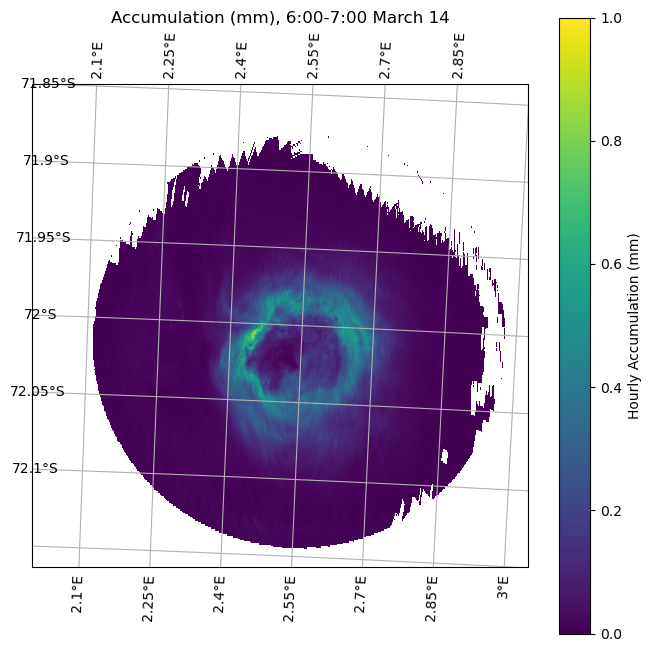 Accumulation (mm), 6:00-7:00 March 14
2.1°E 2.25°E 2.4°E 2.55°E 2.7°E 2.85°E
71.85°S
71.9°S
71.95°S
72°S
72.05°S
72.1°S
2.1°E 2.25°E 2.4°E 2.55°E 2.7°E 2.85°E 3°E
1.0
0.8
0.6
0.4
0.2
0.0
Hourly Accumulation (mm)